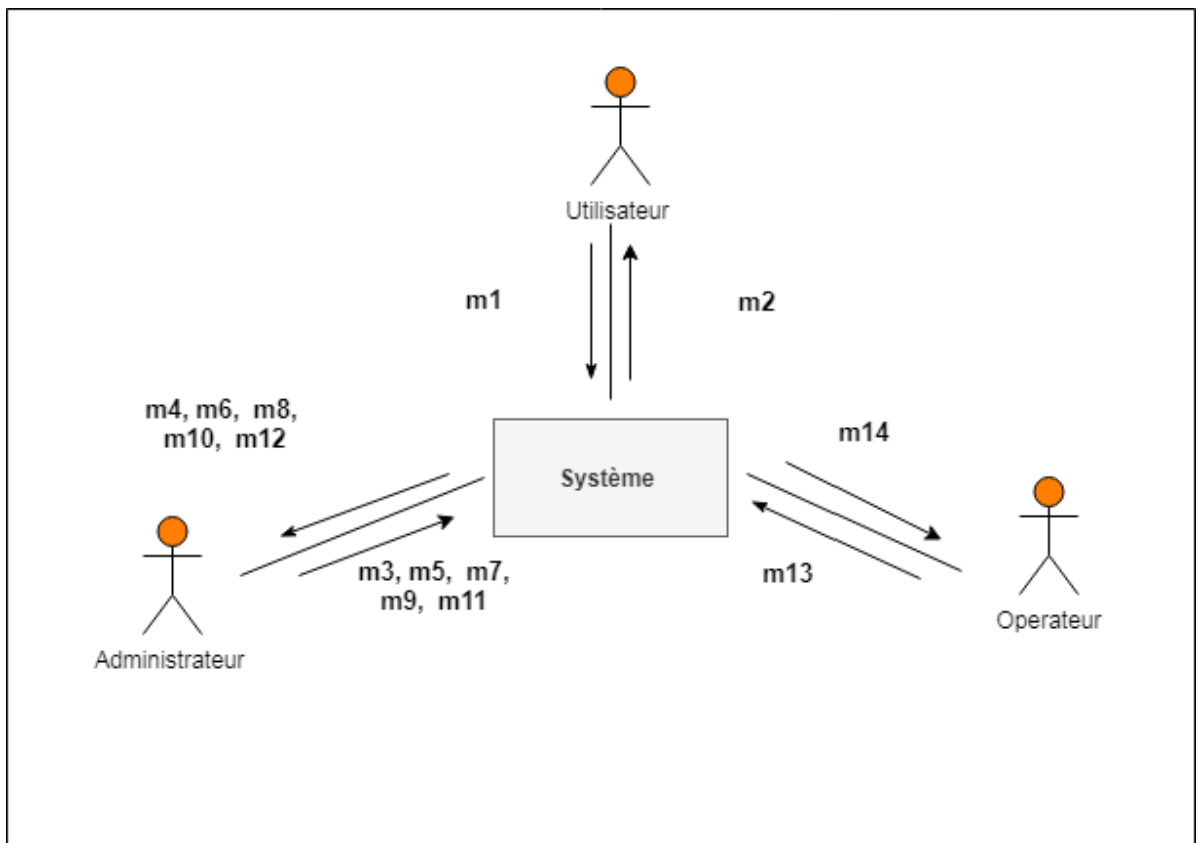 Utilisateur
m1
m2
m4, m6, m8,
m10, m12
m14
Système
m3, m5, m7,
m9, m11
m13
Operateur
Administrateur